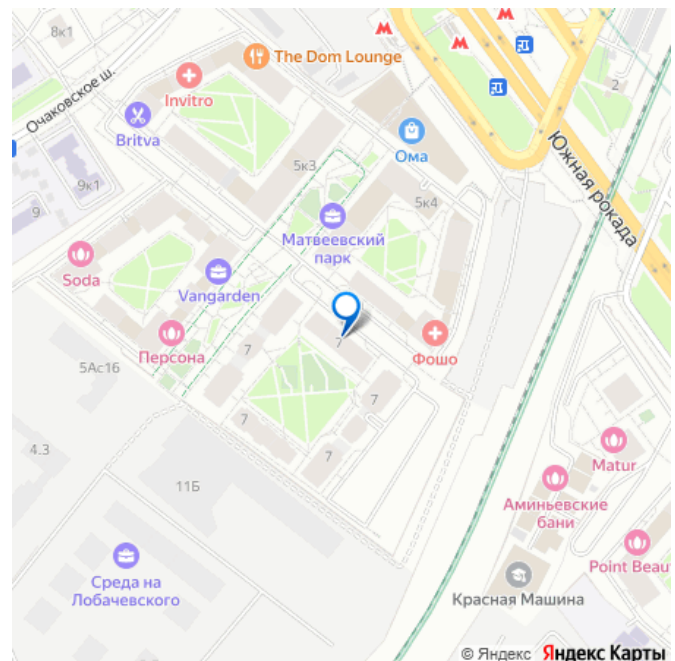 8к1
The Dom Lounge
2
Invitro
Очаковское ш.
Britva
Ома
Южная рокада
5к3
9к1
5к4
9
Матвеевский
парк
Soda
Vangarden
Персона
7
7
Фошо
5Ас16
7
7
7
4.3
11Б
Matur
Аминьевские
бани
Point Beau
Среда на
Лобачевского
Красная Машина
© Яндекс Яндекс Карты